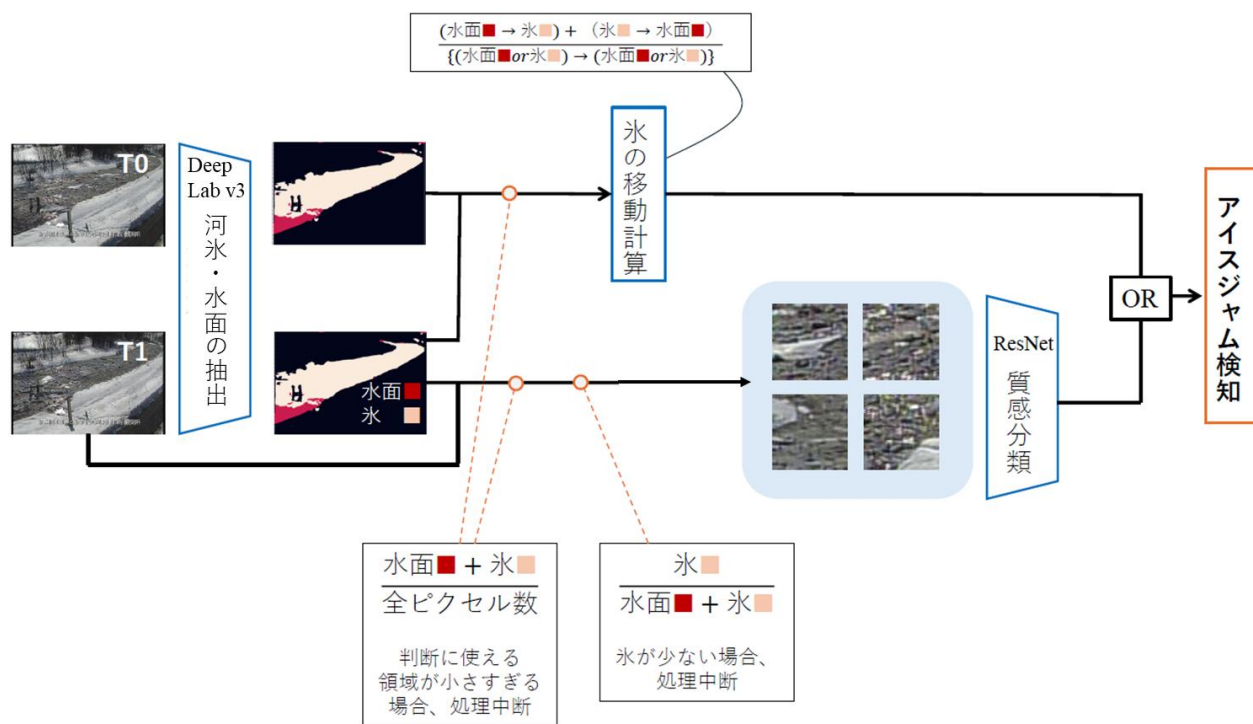 (水面■ → 氷■) + (氷■ → 水面■)
{(水面■or氷■) → (水面■or氷■)}
T0
Deep
Lab v3
河氷・水面の抽出
氷の移動計算
アイスジャム検知
OR
T1
水面■
氷■
ResNet
質感分類
水面■ + 氷■
全ピクセル数
判断に使える
領域が小さすぎる
場合、処理中断
氷■
水面■ + 氷■
氷が少ない場合、
処理中断